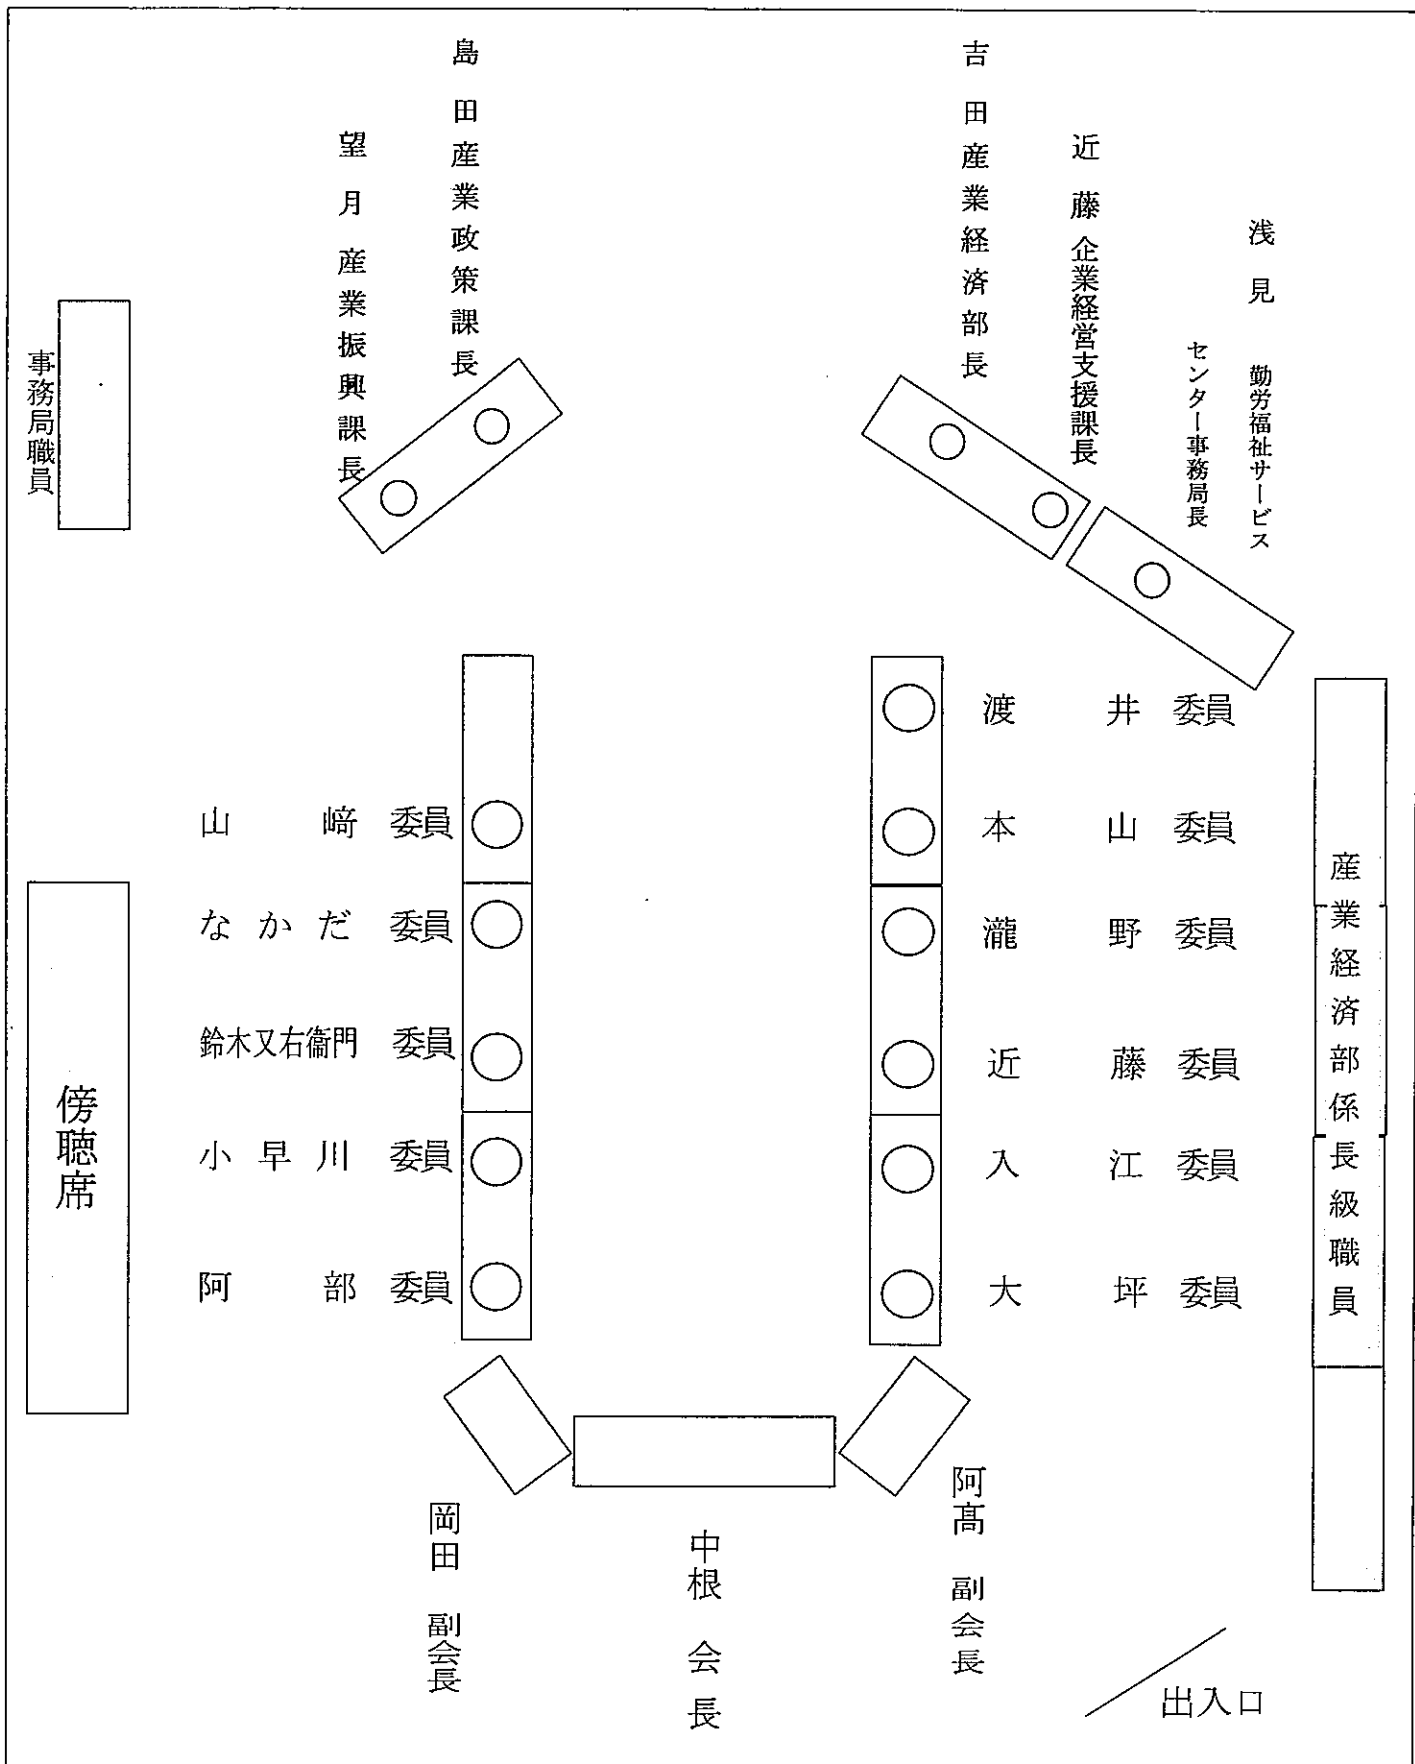 島田産業政策課長
望月産業振興課長
吉田産業経済部長
近藤企業経営支援課長
浅見 勤労福祉サービス
センター事務局長
事務局職員
渡井委員
山﨑委員
本山委員
なかだ委員
瀧野委員
鈴木又右衞門委員
近藤委員
小早川委員
入江委員
阿部委員
大坪委員
傍聴席
産業経済部係長級職員
岡田 副会長
中根会長
阿髙 副会長
出入口